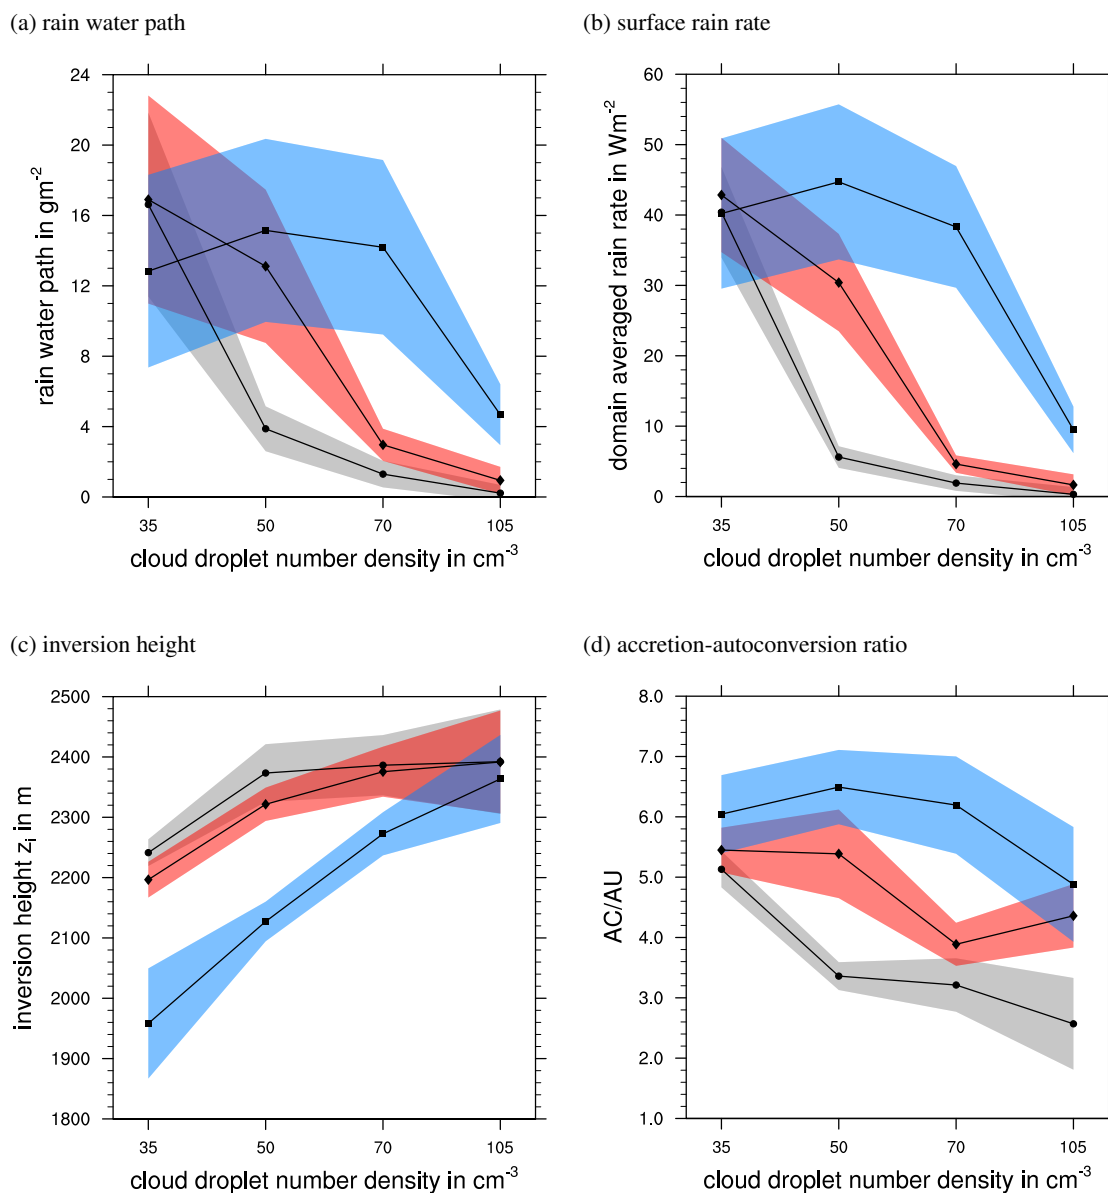 (a) rain water path
24
20
16
12
8
4
0
rain water path in gm⁻²
35 50 70 105
cloud droplet number density in cm⁻³
(b) surface rain rate
60
50
40
30
20
10
0
domain averaged rain rate in Wm⁻²
35 50 70 105
cloud droplet number density in cm⁻³
(c) inversion height
2500
2400
2300
2200
2100
2000
1900
1800
inversion height zᵢ in m
35 50 70 105
cloud droplet number density in cm⁻³
(d) accretion-autoconversion ratio
8.0
7.0
6.0
5.0
4.0
3.0
2.0
1.0
AC/AU
35 50 70 105
cloud droplet number density in cm⁻³